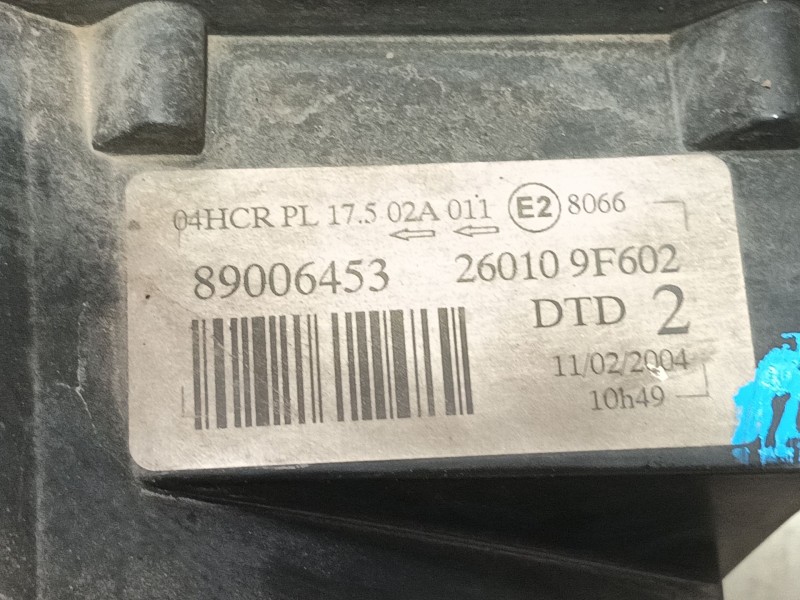 04HCR PL 17.5 02A 011 E2 8066
89006453 26010 9F602
DTD 2
11/02/2004
10h49